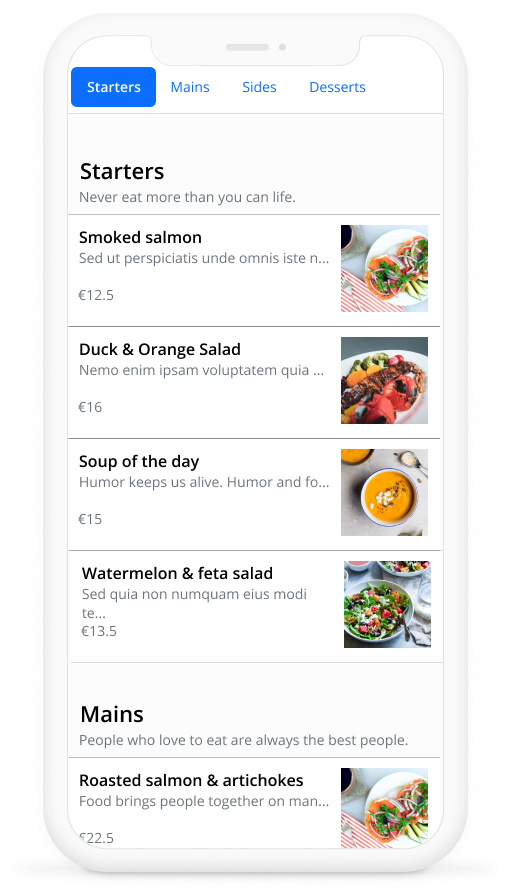 Starters Mains Sides Desserts
Starters
Never eat more than you can life.
Smoked salmon
Sed ut perspiciatis unde omnis iste n...
€12.5
Duck & Orange Salad
Nemo enim ipsam voluptatem quia ...
€16
Soup of the day
Humor keeps us alive. Humor and fo...
€15
Watermelon & feta salad
Sed quia non numquam eius modi
te...
€13.5
Mains
People who love to eat are always the best people.
Roasted salmon & artichokes
Food brings people together on man...
€22.5